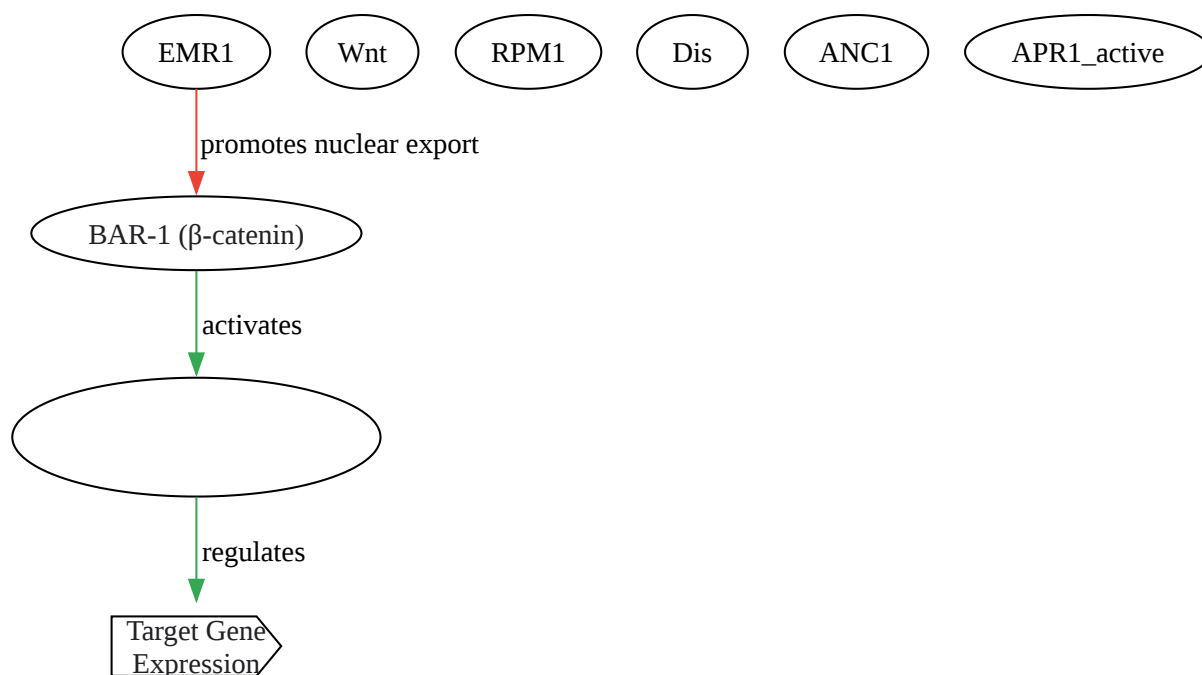 EMR1
Wnt
RPM1
Dis
ANC1
APR1_active
promotes nuclear export
BAR-1 (β-catenin)
activates
regulates
Target Gene
Expression